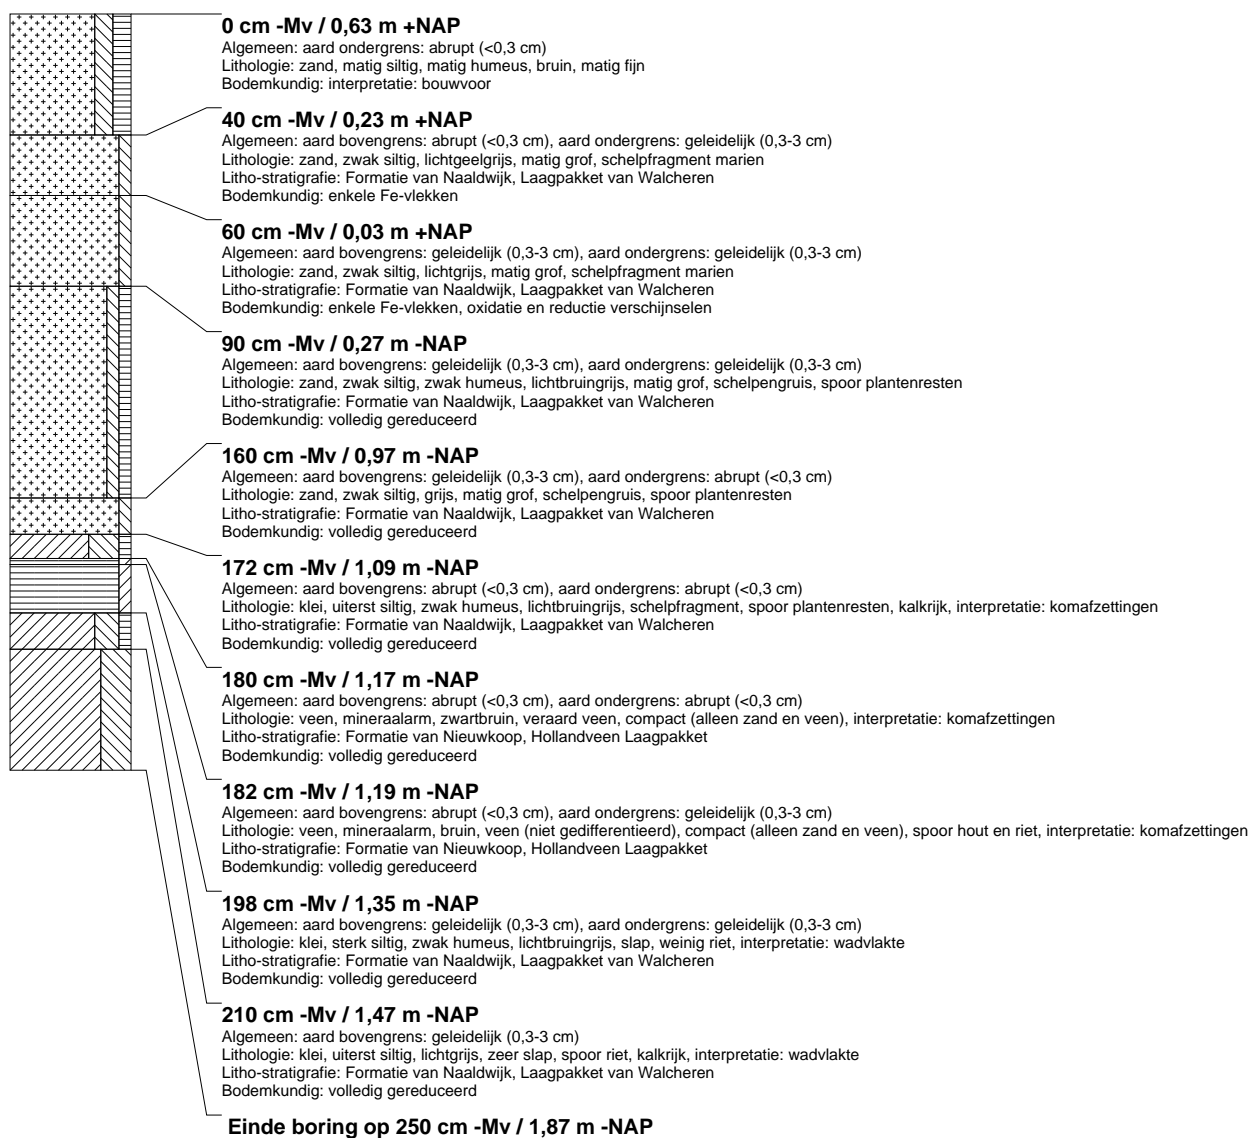 0 cm -Mv / 0,63 m +NAP
Algemeen: aard ondergrens: abrupt (<0,3 cm)
Lithologie: zand, matig siltig, matig humeus, bruin, matig fijn
Bodemkundig: interpretatie: bouwvoor
40 cm -Mv / 0,23 m +NAP
Algemeen: aard bovengrens: abrupt (<0,3 cm), aard ondergrens: geleidelijk (0,3-3 cm)
Lithologie: zand, zwak siltig, lichtgeelgrijs, matig grof, schelpfragment marien
Litho-stratigrafie: Formatie van Naaldwijk, Laagpakket van Walcheren
Bodemkundig: enkele Fe-vlekken
60 cm -Mv / 0,03 m +NAP
Algemeen: aard bovengrens: geleidelijk (0,3-3 cm), aard ondergrens: geleidelijk (0,3-3 cm)
Lithologie: zand, zwak siltig, lichtgrijs, matig grof, schelpfragment marien
Litho-stratigrafie: Formatie van Naaldwijk, Laagpakket van Walcheren
Bodemkundig: enkele Fe-vlekken, oxidatie en reductie verschijnselen
90 cm -Mv / 0,27 m -NAP
Algemeen: aard bovengrens: geleidelijk (0,3-3 cm), aard ondergrens: geleidelijk (0,3-3 cm)
Lithologie: zand, zwak siltig, zwak humeus, lichtbruingrijs, matig grof, schelpengruis, spoor plantenresten
Litho-stratigrafie: Formatie van Naaldwijk, Laagpakket van Walcheren
Bodemkundig: volledig gereduceerd
160 cm -Mv / 0,97 m -NAP
Algemeen: aard bovengrens: geleidelijk (0,3-3 cm), aard ondergrens: abrupt (<0,3 cm)
Lithologie: zand, zwak siltig, grijs, matig grof, schelpengruis, spoor plantenresten
Litho-stratigrafie: Formatie van Naaldwijk, Laagpakket van Walcheren
Bodemkundig: volledig gereduceerd
172 cm -Mv / 1,09 m -NAP
Algemeen: aard bovengrens: abrupt (<0,3 cm), aard ondergrens: abrupt (<0,3 cm)
Lithologie: klei, uiterst siltig, zwak humeus, lichtbruingrijs, schelpfragment, spoor plantenresten, kalkrijk, interpretatie: komafzettingen
Litho-stratigrafie: Formatie van Naaldwijk, Laagpakket van Walcheren
Bodemkundig: volledig gereduceerd
180 cm -Mv / 1,17 m -NAP
Algemeen: aard bovengrens: abrupt (<0,3 cm), aard ondergrens: abrupt (<0,3 cm)
Lithologie: veen, mineraalarm, zwartbruin, veraard veen, compact (alleen zand en veen), interpretatie: komafzettingen
Litho-stratigrafie: Formatie van Nieuwkoop, Hollandveen Laagpakket
Bodemkundig: volledig gereduceerd
182 cm -Mv / 1,19 m -NAP
Algemeen: aard bovengrens: abrupt (<0,3 cm), aard ondergrens: geleidelijk (0,3-3 cm)
Lithologie: veen, mineraalarm, bruin, veen (niet gedifferentieerd), compact (alleen zand en veen), spoor hout en riet, interpretatie: komafzettingen
Litho-stratigrafie: Formatie van Nieuwkoop, Hollandveen Laagpakket
Bodemkundig: volledig gereduceerd
198 cm -Mv / 1,35 m -NAP
Algemeen: aard bovengrens: geleidelijk (0,3-3 cm), aard ondergrens: geleidelijk (0,3-3 cm)
Lithologie: klei, sterk siltig, zwak humeus, lichtbruingrijs, slap, weinig riet, interpretatie: wadvlakte
Litho-stratigrafie: Formatie van Naaldwijk, Laagpakket van Walcheren
Bodemkundig: volledig gereduceerd
210 cm -Mv / 1,47 m -NAP
Algemeen: aard bovengrens: geleidelijk (0,3-3 cm)
Lithologie: klei, uiterst siltig, lichtgrijs, zeer slap, spoor riet, kalkrijk, interpretatie: wadvlakte
Litho-stratigrafie: Formatie van Naaldwijk, Laagpakket van Walcheren
Bodemkundig: volledig gereduceerd
Einde boring op 250 cm -Mv / 1,87 m -NAP